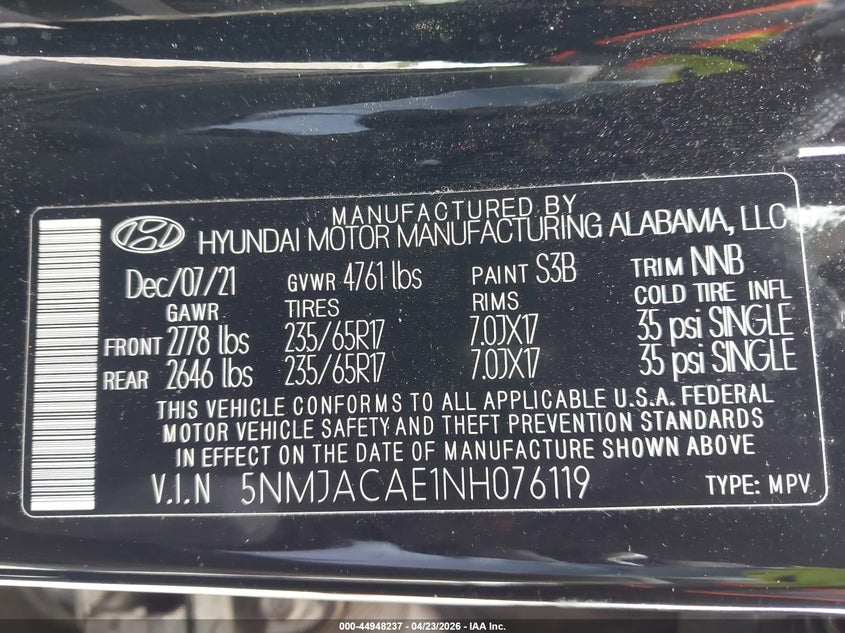 MANUFACTURED BY
HYUNDAI MOTOR MANUFACTURING ALABAMA, LLC
Dec/07/21 GVWR 4761 lbs PAINT S3B TRIM NNB
GAWR TIRES RIMS COLD TIRE INFL
FRONT 2778 lbs 235/65R17 7.0JX17 35 psi SINGLE
REAR 2646 lbs 235/65R17 7.0JX17 35 psi SINGLE
THIS VEHICLE CONFORMS TO ALL APPLICABLE U.S.A. FEDERAL
MOTOR VEHICLE SAFETY AND THEFT PREVENTION STANDARDS
IN EFFECT ON THE DATE OF MANUFACTURE SHOWN ABOVE
V.I.N 5NMJACAE1NH076119 TYPE: MPV
000-44948237 - 04/23/2026 - IAA Inc.